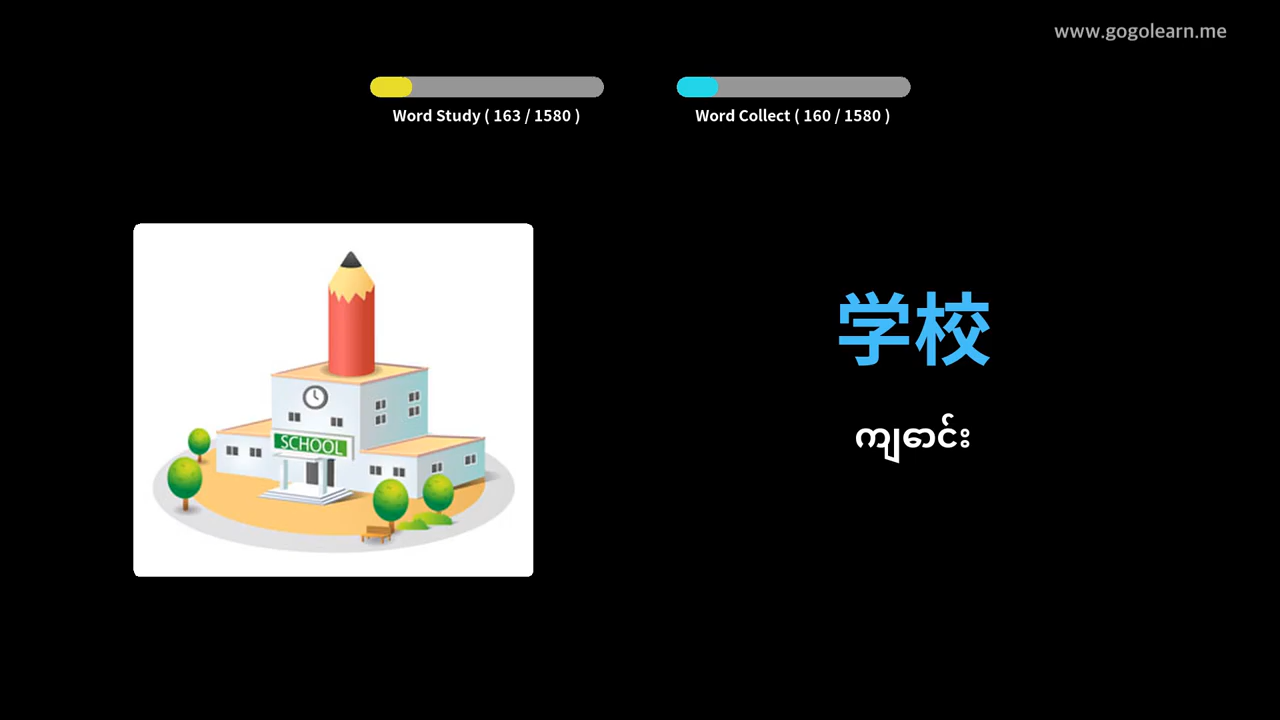 www.gogolearn.me
Word Study ( 163 / 1580 )
Word Collect ( 160 / 1580 )
SCHOOL
学校
ကျောင်း